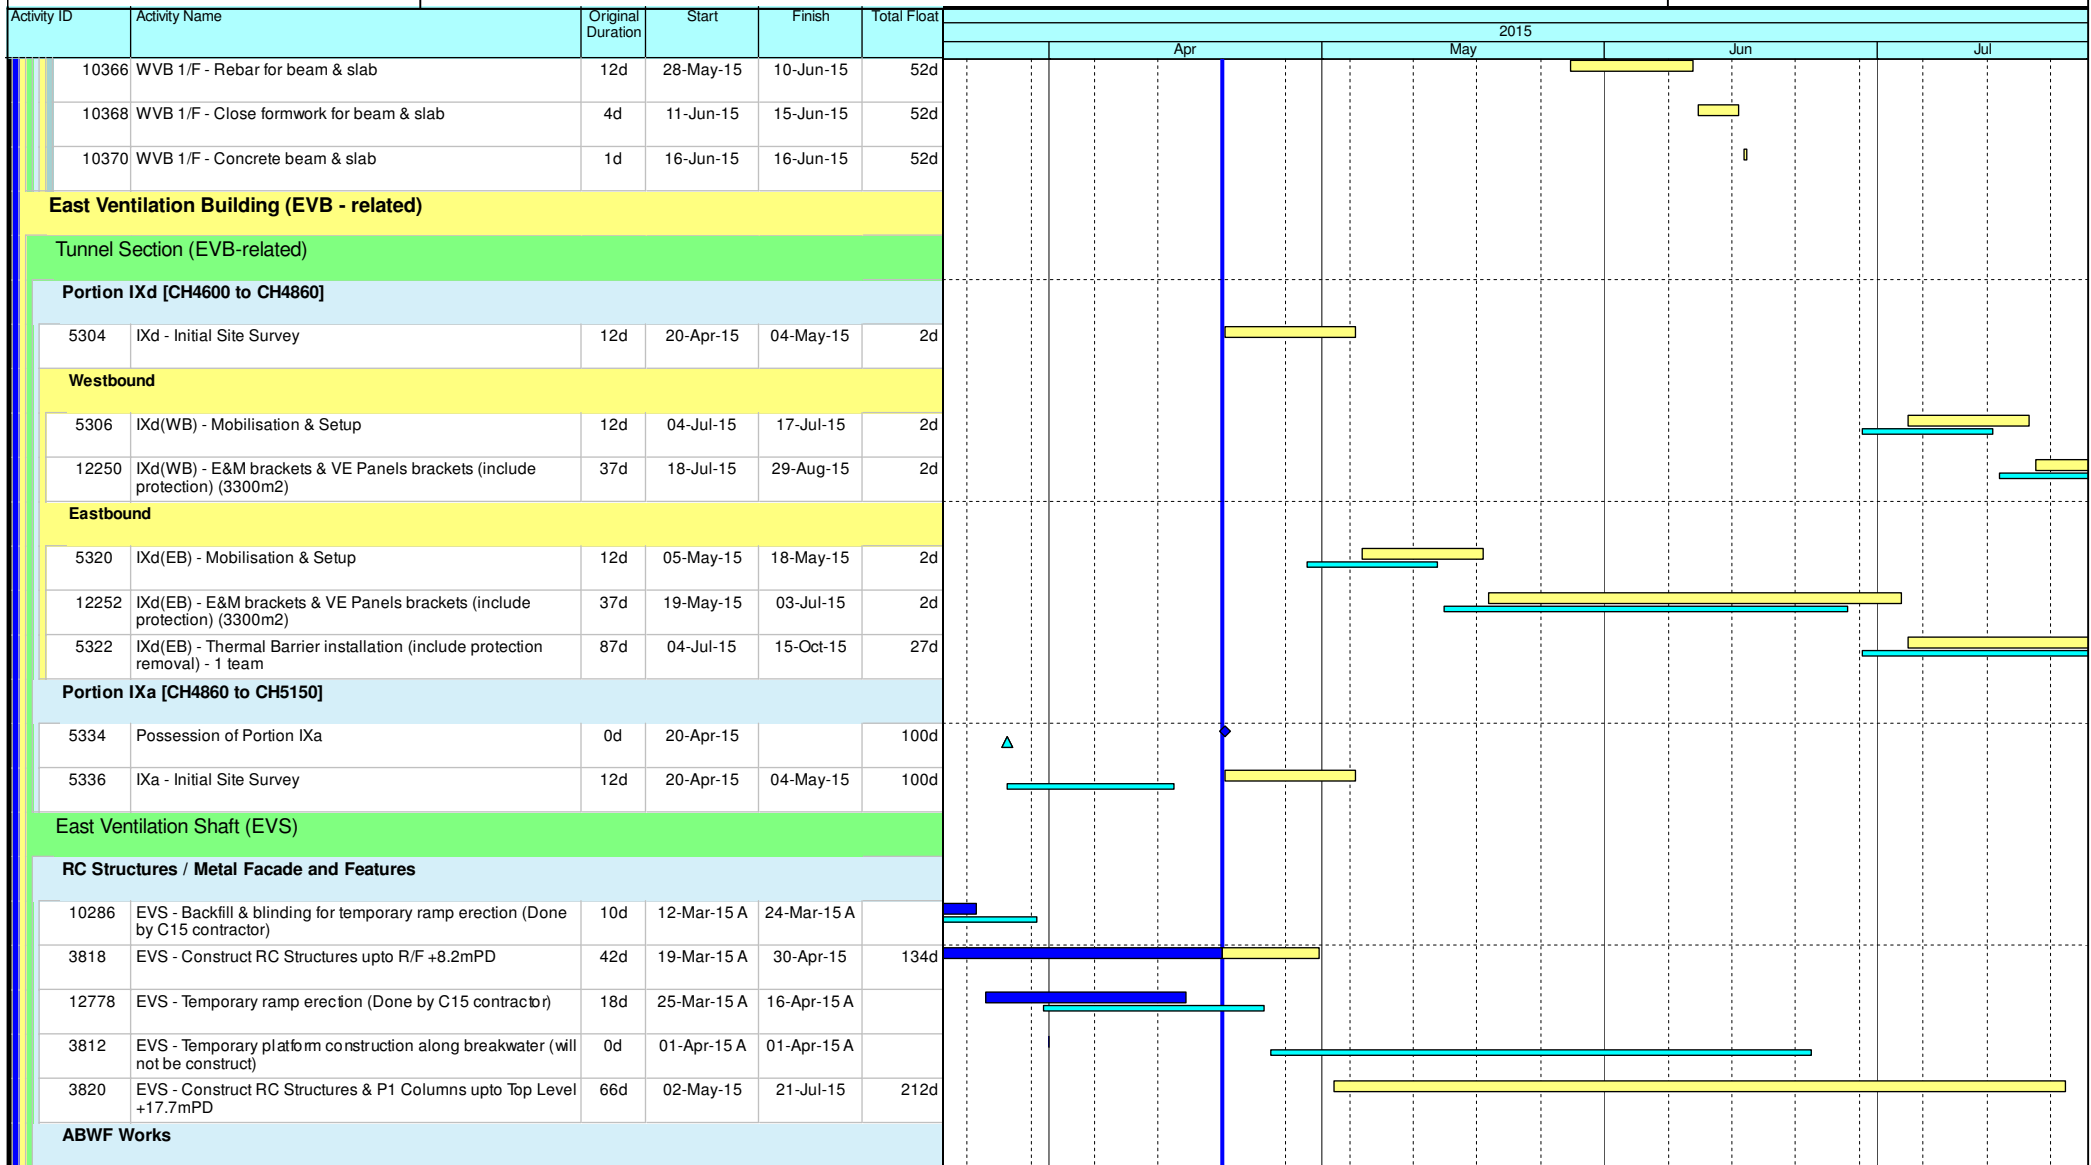 Activity ID Activity Name Original Duration Start Finish Total Float
2015
Apr May Jun Jul
10366 WVB 1/F - Rebar for beam & slab 12d 28-May-15 10-Jun-15 52d
10368 WVB 1/F - Close formwork for beam & slab 4d 11-Jun-15 15-Jun-15 52d
10370 WVB 1/F - Concrete beam & slab 1d 16-Jun-15 16-Jun-15 52d
East Ventilation Building (EVB - related)
Tunnel Section (EVB-related)
Portion IXd [CH4600 to CH4860]
5304 IXd - Initial Site Survey 12d 20-Apr-15 04-May-15 2d
Westbound
5306 IXd(WB) - Mobilisation & Setup 12d 04-Jul-15 17-Jul-15 2d
12250 IXd(WB) - E&M brackets & VE Panels brackets (include 37d 18-Jul-15 29-Aug-15 2d
protection) (3300m2)
Eastbound
5320 IXd(EB) - Mobilisation & Setup 12d 05-May-15 18-May-15 2d
12252 IXd(EB) - E&M brackets & VE Panels brackets (include 37d 19-May-15 03-Jul-15 2d
protection) (3300m2)
5322 IXd(EB) - Thermal Barrier installation (include protection 87d 04-Jul-15 15-Oct-15 27d
removal) - 1 team
Portion IXa [CH4860 to CH5150]
5334 Possession of Portion IXa 0d 20-Apr-15 100d
5336 IXa - Initial Site Survey 12d 20-Apr-15 04-May-15 100d
East Ventilation Shaft (EVS)
RC Structures / Metal Facade and Features
10286 EVS - Backfill & blinding for temporary ramp erection (Done 10d 12-Mar-15 A 24-Mar-15 A
by C15 contractor)
3818 EVS - Construct RC Structures upto R/F +8.2mPD 42d 19-Mar-15 A 30-Apr-15 134d
12778 EVS - Temporary ramp erection (Done by C15 contractor) 18d 25-Mar-15 A 16-Apr-15 A
3812 EVS - Temporary platform construction along breakwater (will 0d 01-Apr-15 A 01-Apr-15 A
not be construct)
3820 EVS - Construct RC Structures & P1 Columns upto Top Level 66d 02-May-15 21-Jul-15 212d
+17.7mPD
ABWF Works